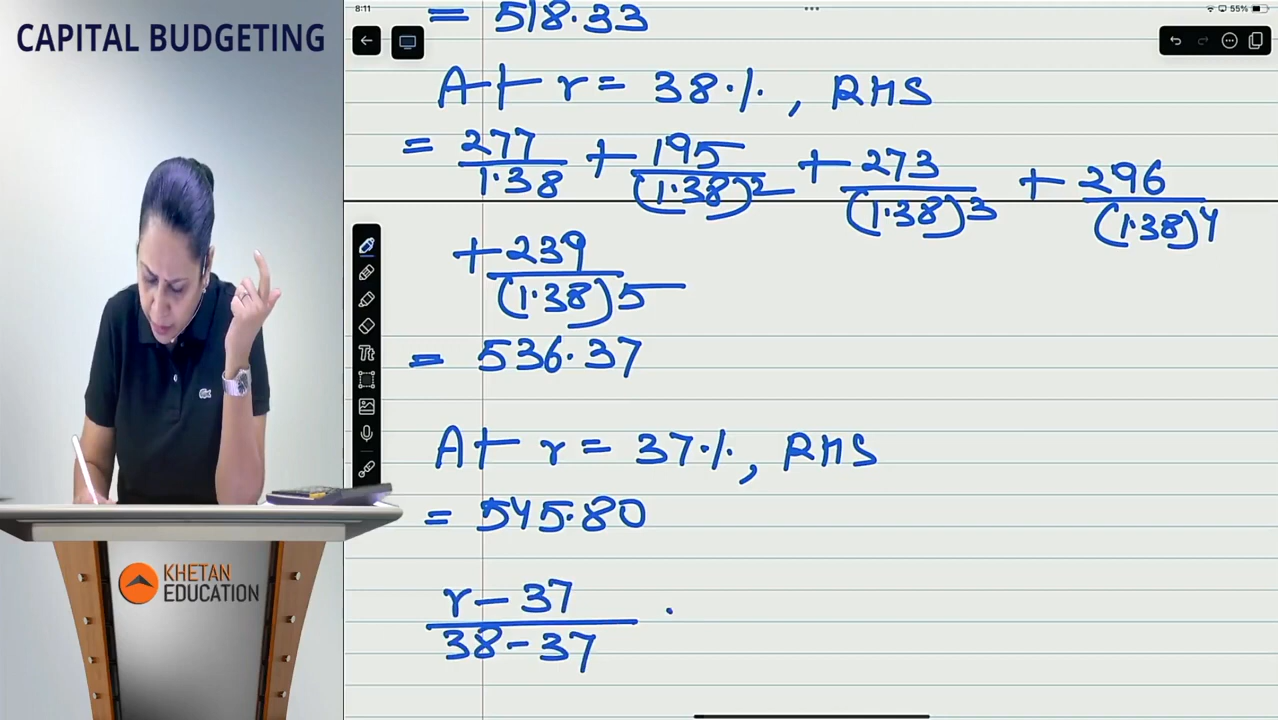 CAPITAL BUDGETING
8:11
55%
= 518.33
At r = 38%, RHS
= 277/1.38 + 195/(1.38)2 + 273/(1.38)3 + 296/(1.38)4
+ 239/(1.38)5
= 536.37
Tt
At r = 37%, RHS
= 545.80
r - 37
38 - 37
KHETAN
EDUCATION